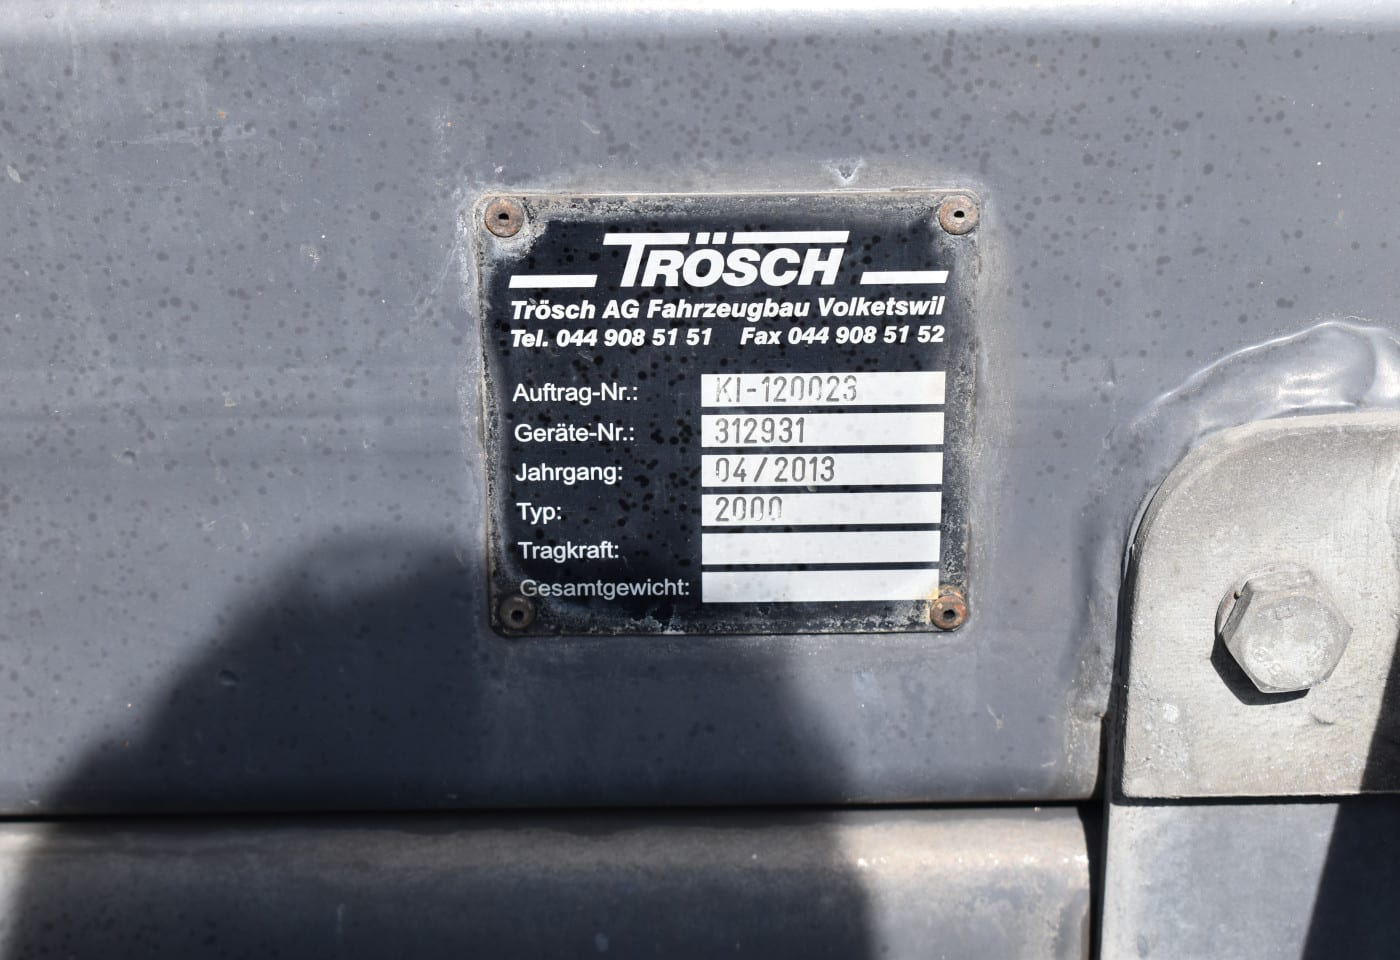 TRÖSCH
Trösch AG Fahrzeugbau Volketswil
Tel. 044 908 51 51 Fax 044 908 51 52
Auftrag-Nr.: KI-120023
Geräte-Nr.: 312931
Jahrgang: 04/2013
Typ: 2000
Tragkraft:
Gesamtgewicht: